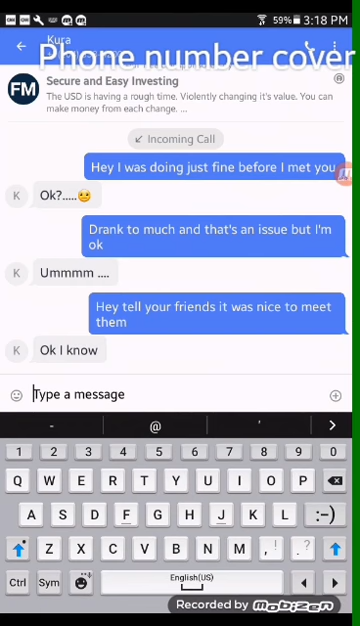 59% 3:18 PM
Kura
Phone number cover
Secure and Easy Investing
FM
The USD is having a rough time. Violently changing it's value. You can
make money from each change. ...
↙ Incoming Call
Hey I was doing just fine before I met you
K
Ok?.....😕
Drank to much and that's an issue but I'm
ok
K
Ummmm ....
Hey tell your friends it was nice to meet
them
K
Ok I know
Type a message
- @ ' >
1 2 3 4 5 6 7 8 9 0
Q W E R T Y U I O P
A S D F G H J K L :-)
Z X C V B N M , ! . ?
Ctrl Sym English(US)
Recorded by mobizen